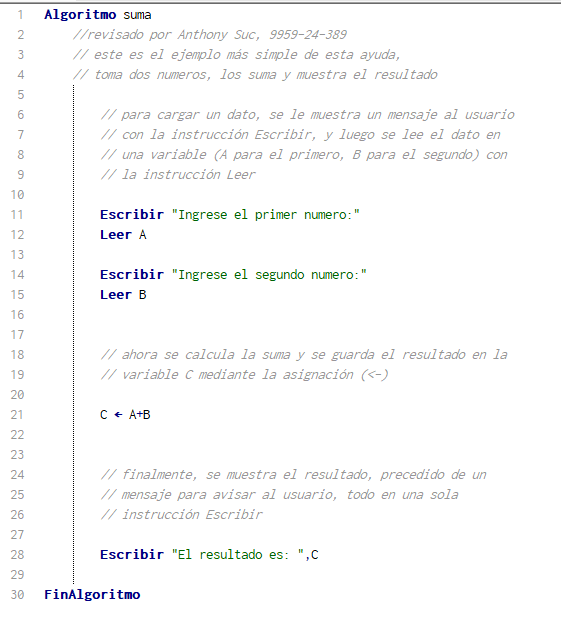 1 Algoritmo suma
2 //revisado por Anthony Suc, 9959-24-389
3 // este es el ejemplo más simple de esta ayuda,
4 // toma dos numeros, los suma y muestra el resultado
5
6 // para cargar un dato, se le muestra un mensaje al usuario
7 // con la instrucción Escribir, y luego se lee el dato en
8 // una variable (A para el primero, B para el segundo) con
9 // la instrucción Leer
10
11 Escribir "Ingrese el primer numero:"
12 Leer A
13
14 Escribir "Ingrese el segundo numero:"
15 Leer B
16
17
18 // ahora se calcula la suma y se guarda el resultado en la
19 // variable C mediante la asignación (<-)
20
21 C ← A+B
22
23
24 // finalmente, se muestra el resultado, precedido de un
25 // mensaje para avisar al usuario, todo en una sola
26 // instrucción Escribir
27
28 Escribir "El resultado es: ",C
29
30 FinAlgoritmo